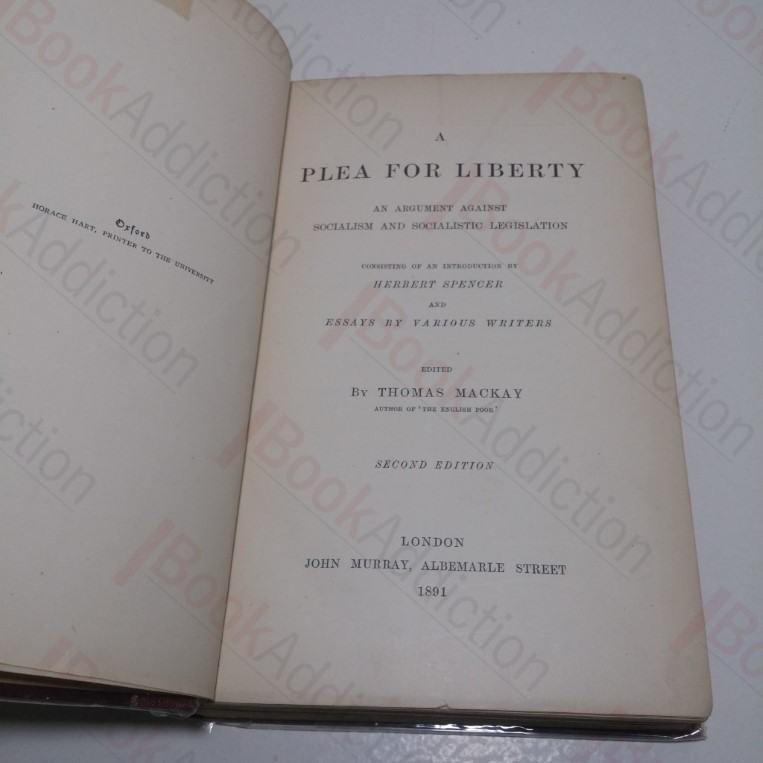 Oxford
HORACE HART, PRINTER TO THE UNIVERSITY
A
PLEA FOR LIBERTY
AN ARGUMENT AGAINST
SOCIALISM AND SOCIALISTIC LEGISLATION
CONSISTING OF AN INTRODUCTION BY
HERBERT SPENCER
AND
ESSAYS BY VARIOUS WRITERS
EDITED
BY THOMAS MACKAY
AUTHOR OF 'THE ENGLISH POOR'
SECOND EDITION
LONDON
JOHN MURRAY, ALBEMARLE STREET
1891
BookAddiction